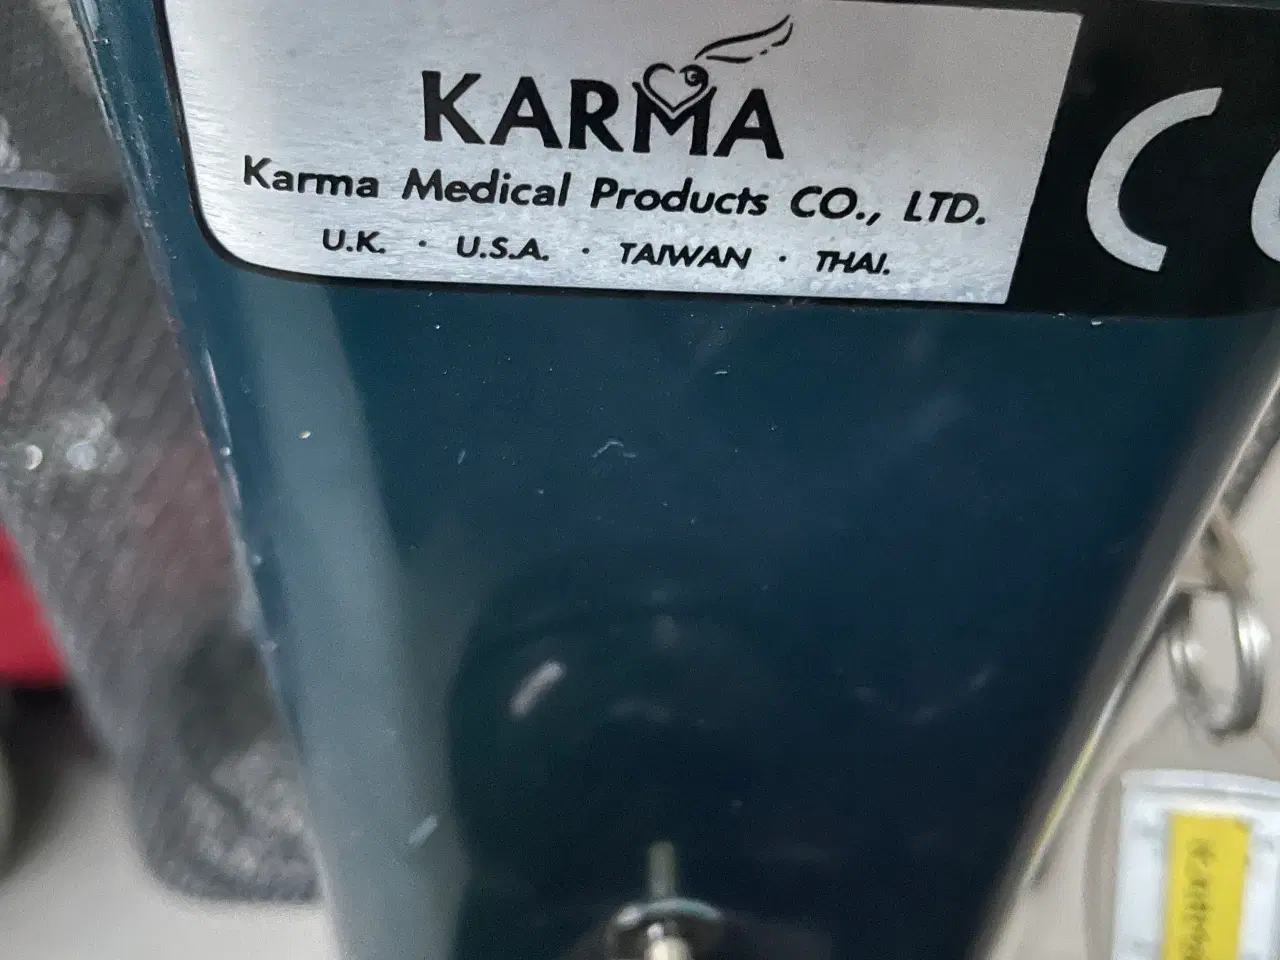 KARMA
Karma Medical Products CO., LTD.
U.K. · U.S.A. · TAIWAN · THAI.